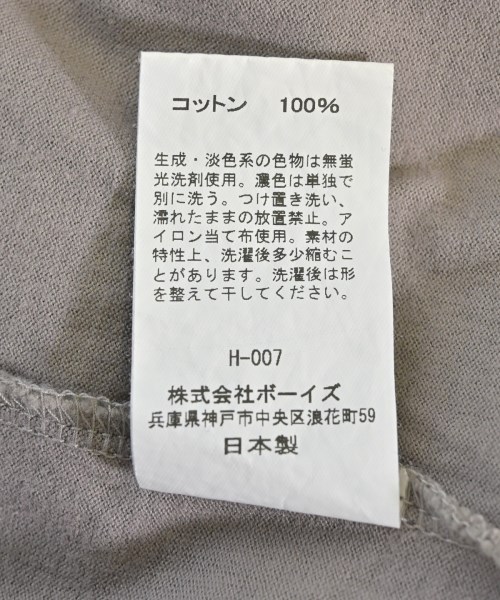 コットン 100%
生成・淡色系の色物は無蛍
光洗剤使用。濃色は単独で
別に洗う。つけ置き洗い、
濡れたままの放置禁止。ア
イロン当て布使用。素材の
特性上、洗濯後多少縮むこ
とがあります。洗濯後は形
を整えて干してください。
H-007
株式会社ボーイズ
兵庫県神戸市中央区浪花町59
日本製